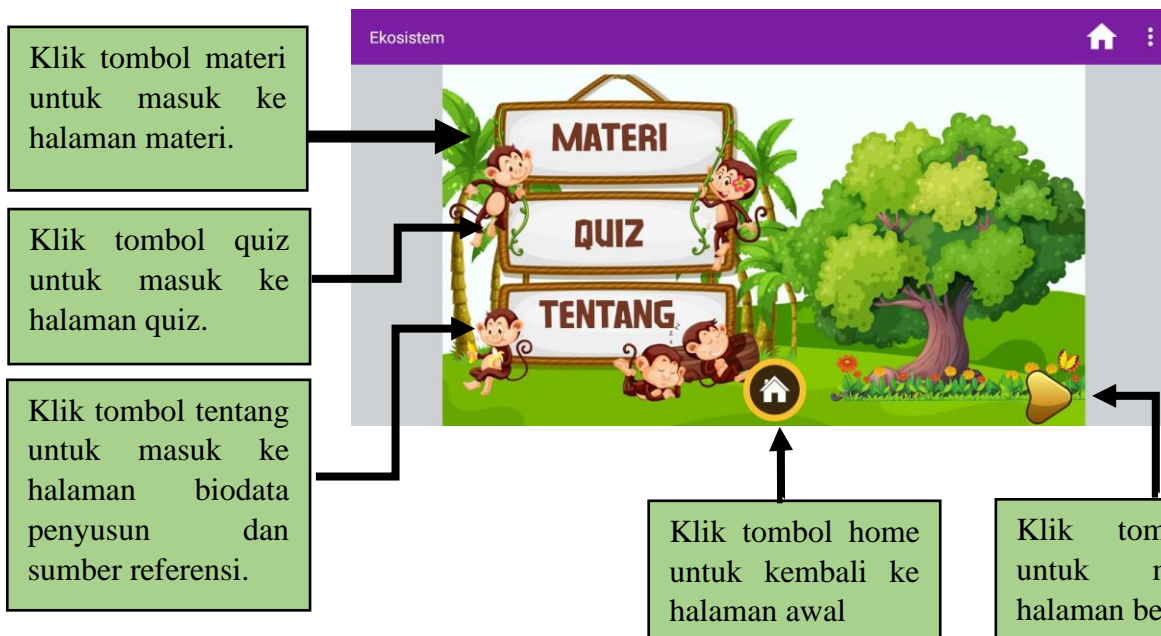 Klik tombol materi
untuk masuk ke
halaman materi.
Klik tombol quiz
untuk masuk ke
halaman quiz.
Klik tombol tentang
untuk masuk ke
halaman biodata
penyusun dan
sumber referensi.
Ekosistem
MATERI
QUIZ
TENTANG
z z z
Klik tombol home
untuk kembali ke
halaman awal
Klik
untuk
halaman